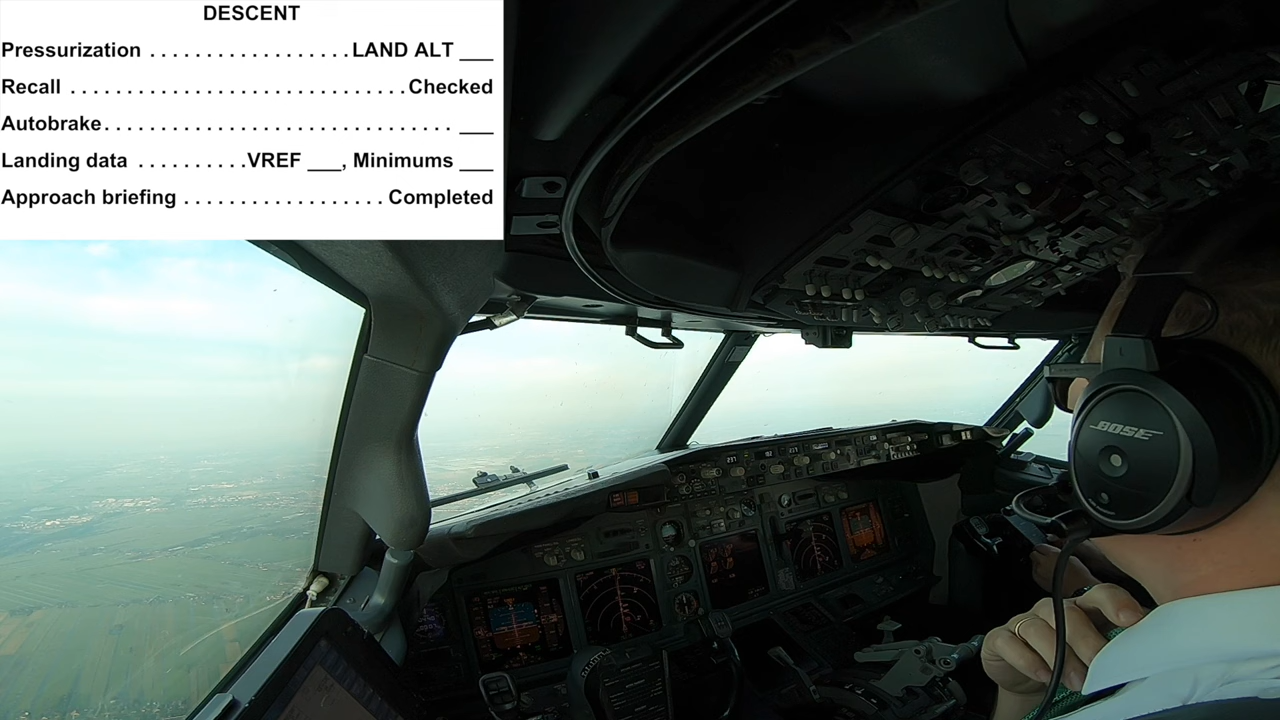 DESCENT
Pressurization . . . . . . . . . . . . . . . . . . LAND ALT ___
Recall . . . . . . . . . . . . . . . . . . . . . . . . . . . . . . Checked
Autobrake. . . . . . . . . . . . . . . . . . . . . . . . . . . . . . . ___
Landing data . . . . . . . . . . VREF ___, Minimums ___
Approach briefing . . . . . . . . . . . . . . . . . . Completed
BOSE